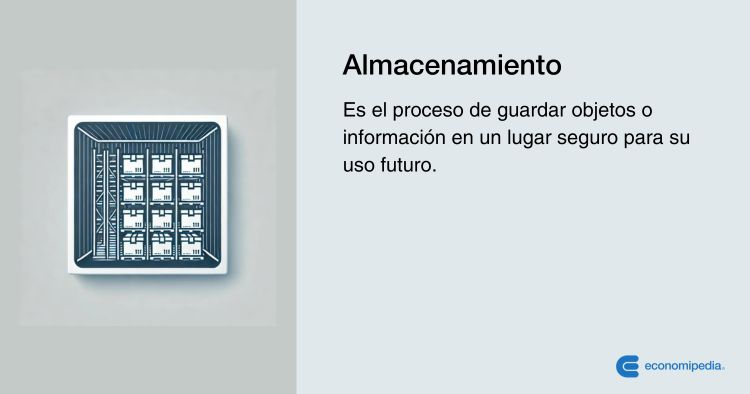 Almacenamiento
Es el proceso de guardar objetos o
información en un lugar seguro para su
uso futuro.
economipedia